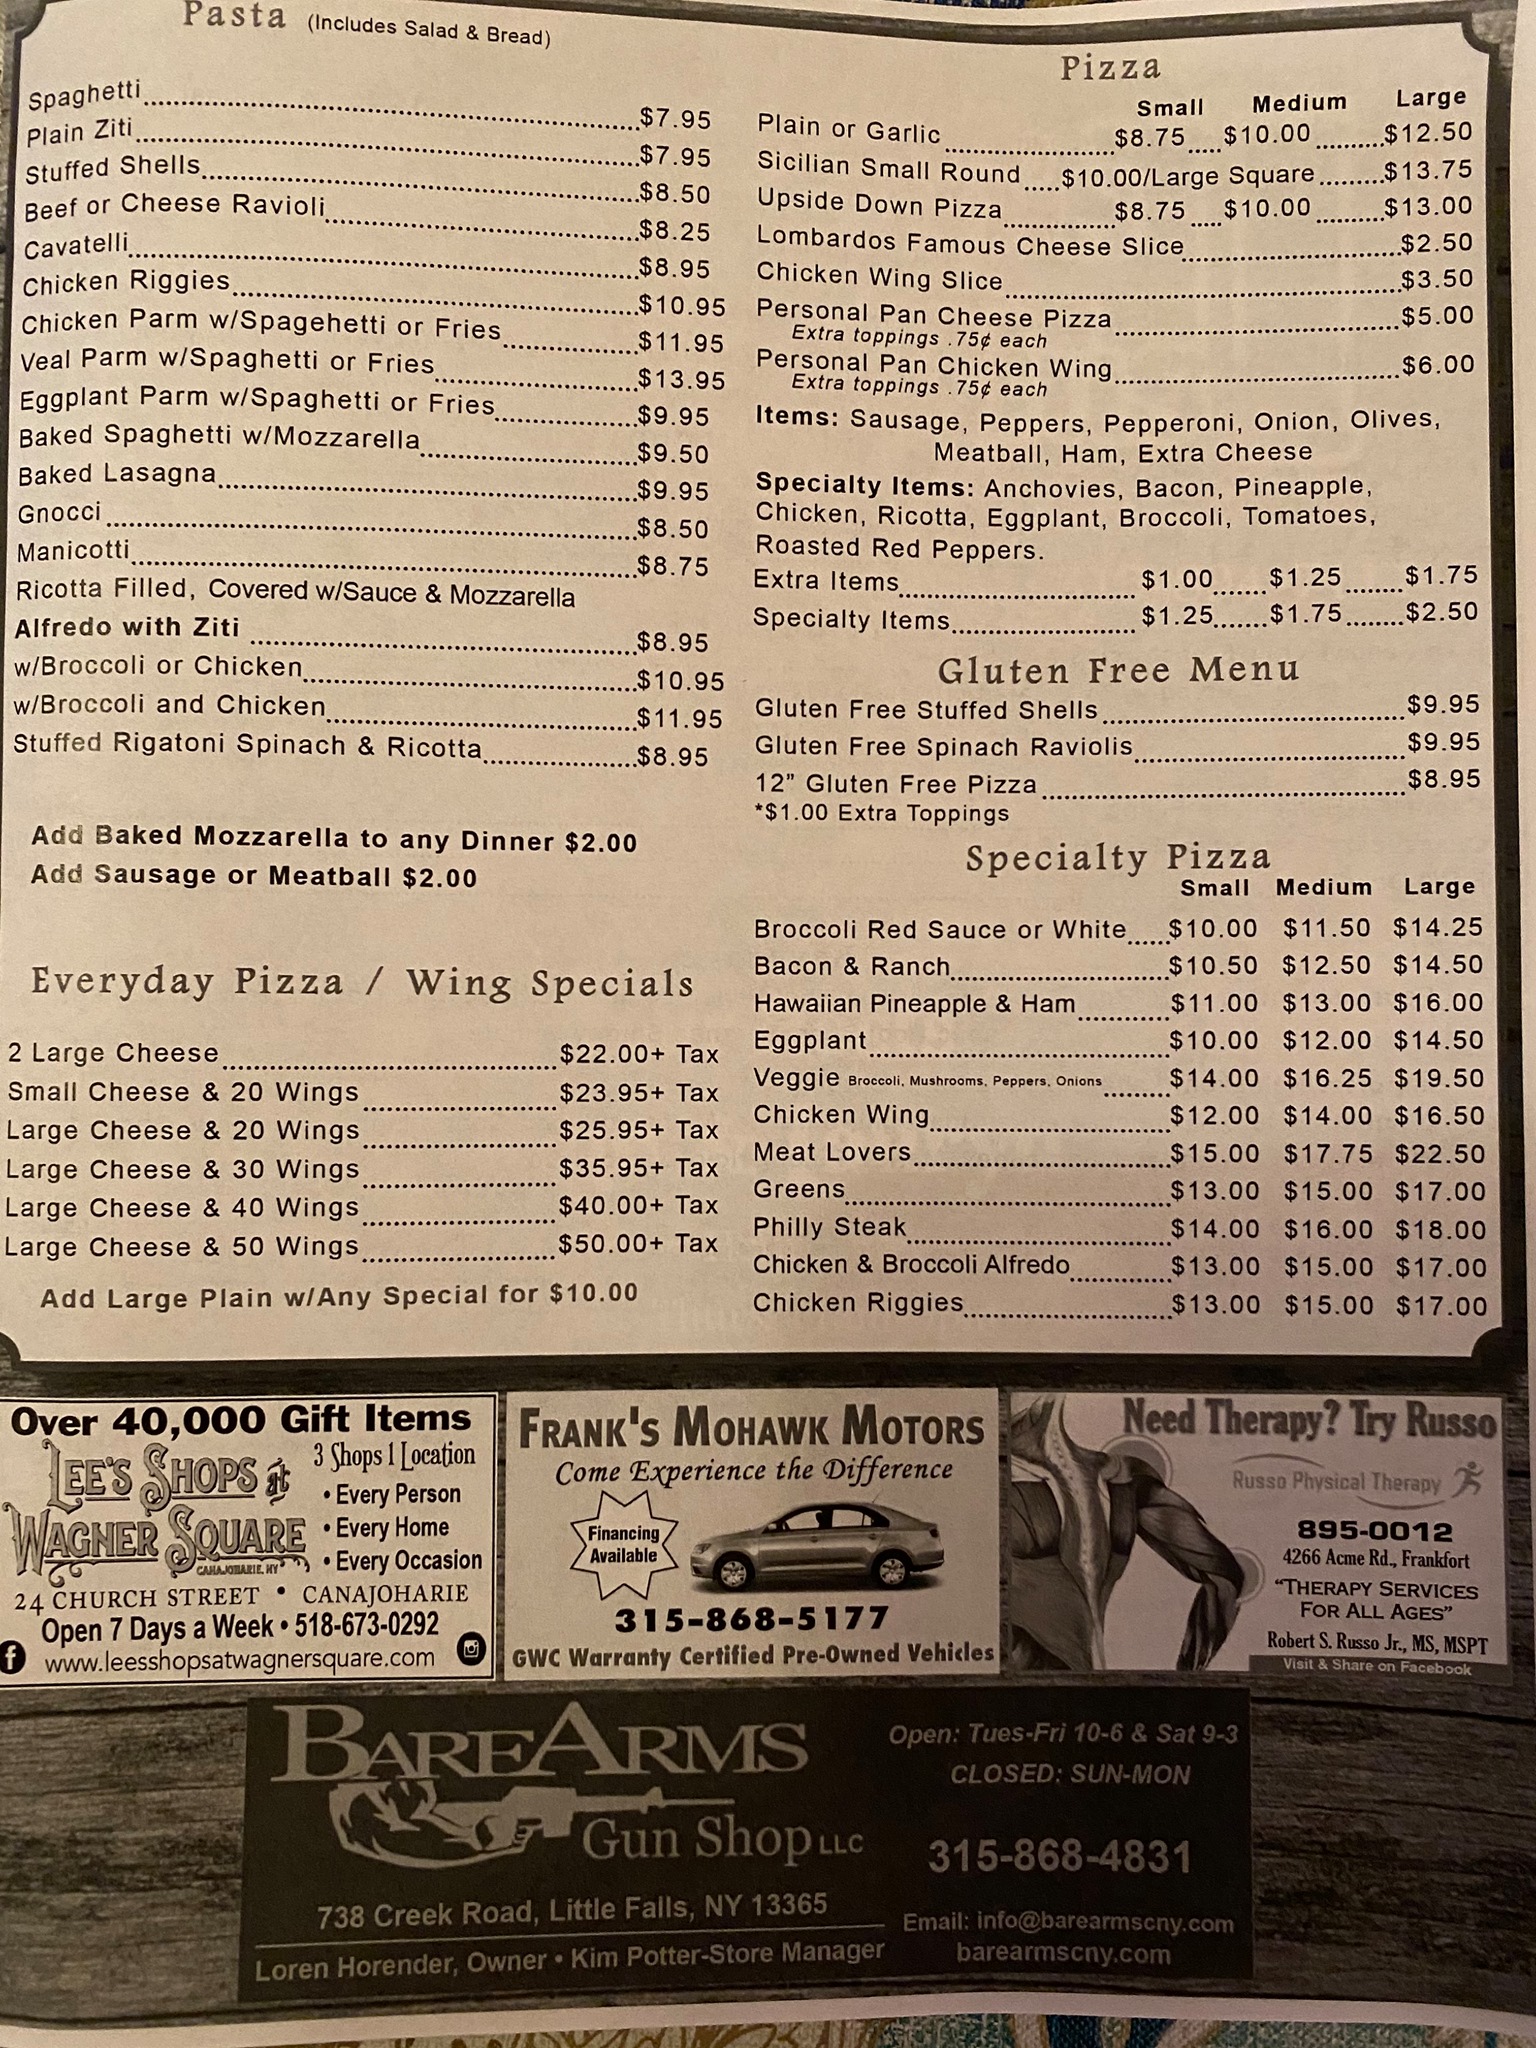 Pasta (Includes Salad & Bread)
Spaghetti $7.95
Plain Ziti $7.95
Stuffed Shells $8.50
Beef or Cheese Ravioli $8.25
Cavatelli $8.95
Chicken Riggies $10.95
Chicken Parm w/Spagehetti or Fries $11.95
Veal Parm w/Spaghetti or Fries $13.95
Eggplant Parm w/Spaghetti or Fries $9.95
Baked Spaghetti w/Mozzarella $9.50
Baked Lasagna $9.95
Gnocci $8.50
Manicotti $8.75
Ricotta Filled, Covered w/Sauce & Mozzarella
Alfredo with Ziti $8.95
w/Broccoli or Chicken $10.95
w/Broccoli and Chicken $11.95
Stuffed Rigatoni Spinach & Ricotta $8.95
Add Baked Mozzarella to any Dinner $2.00
Add Sausage or Meatball $2.00
Everyday Pizza / Wing Specials
2 Large Cheese $22.00+ Tax
Small Cheese & 20 Wings $23.95+ Tax
Large Cheese & 20 Wings $25.95+ Tax
Large Cheese & 30 Wings $35.95+ Tax
Large Cheese & 40 Wings $40.00+ Tax
Large Cheese & 50 Wings $50.00+ Tax
Add Large Plain w/Any Special for $10.00
Pizza
Small Medium Large
Plain or Garlic $8.75 $10.00 $12.50
Sicilian Small Round $10.00/Large Square $13.75
Upside Down Pizza $8.75 $10.00 $13.00
Lombardos Famous Cheese Slice $2.50
Chicken Wing Slice $3.50
Personal Pan Cheese Pizza $5.00
Extra toppings .75¢ each
Personal Pan Chicken Wing $6.00
Extra toppings .75¢ each
Items: Sausage, Peppers, Pepperoni, Onion, Olives,
Meatball, Ham, Extra Cheese
Specialty Items: Anchovies, Bacon, Pineapple,
Chicken, Ricotta, Eggplant, Broccoli, Tomatoes,
Roasted Red Peppers.
Extra Items $1.00 $1.25 $1.75
Specialty Items $1.25 $1.75 $2.50
Gluten Free Menu
Gluten Free Stuffed Shells $9.95
Gluten Free Spinach Raviolis $9.95
12" Gluten Free Pizza $8.95
*$1.00 Extra Toppings
Specialty Pizza
Small Medium Large
Broccoli Red Sauce or White $10.00 $11.50 $14.25
Bacon & Ranch $10.50 $12.50 $14.50
Hawaiian Pineapple & Ham $11.00 $13.00 $16.00
Eggplant $10.00 $12.00 $14.50
Veggie Broccoli, Mushrooms, Peppers, Onions $14.00 $16.25 $19.50
Chicken Wing $12.00 $14.00 $16.50
Meat Lovers $15.00 $17.75 $22.50
Greens $13.00 $15.00 $17.00
Philly Steak $14.00 $16.00 $18.00
Chicken & Broccoli Alfredo $13.00 $15.00 $17.00
Chicken Riggies $13.00 $15.00 $17.00
Over 40,000 Gift Items
LEE'S SHOPS at
WAGNER SQUARE
CANAJOHARIE, NY
3 Shops 1 Location
• Every Person
• Every Home
• Every Occasion
24 CHURCH STREET • CANAJOHARIE
Open 7 Days a Week • 518-673-0292
www.leesshopsatwagnersquare.com
FRANK'S MOHAWK MOTORS
Come Experience the Difference
Financing
Available
315-868-5177
GWC Warranty Certified Pre-Owned Vehicles
Need Therapy? Try Russo
Russo Physical Therapy
895-0012
4266 Acme Rd., Frankfort
"THERAPY SERVICES
FOR ALL AGES"
Robert S. Russo Jr., MS, MSPT
Visit & Share on Facebook
BAREARMS
Gun Shop LLC
738 Creek Road, Little Falls, NY 13365
Loren Horender, Owner • Kim Potter-Store Manager
Open: Tues-Fri 10-6 & Sat 9-3
CLOSED: SUN-MON
315-868-4831
Email: info@barearmscny.com
barearmscny.com